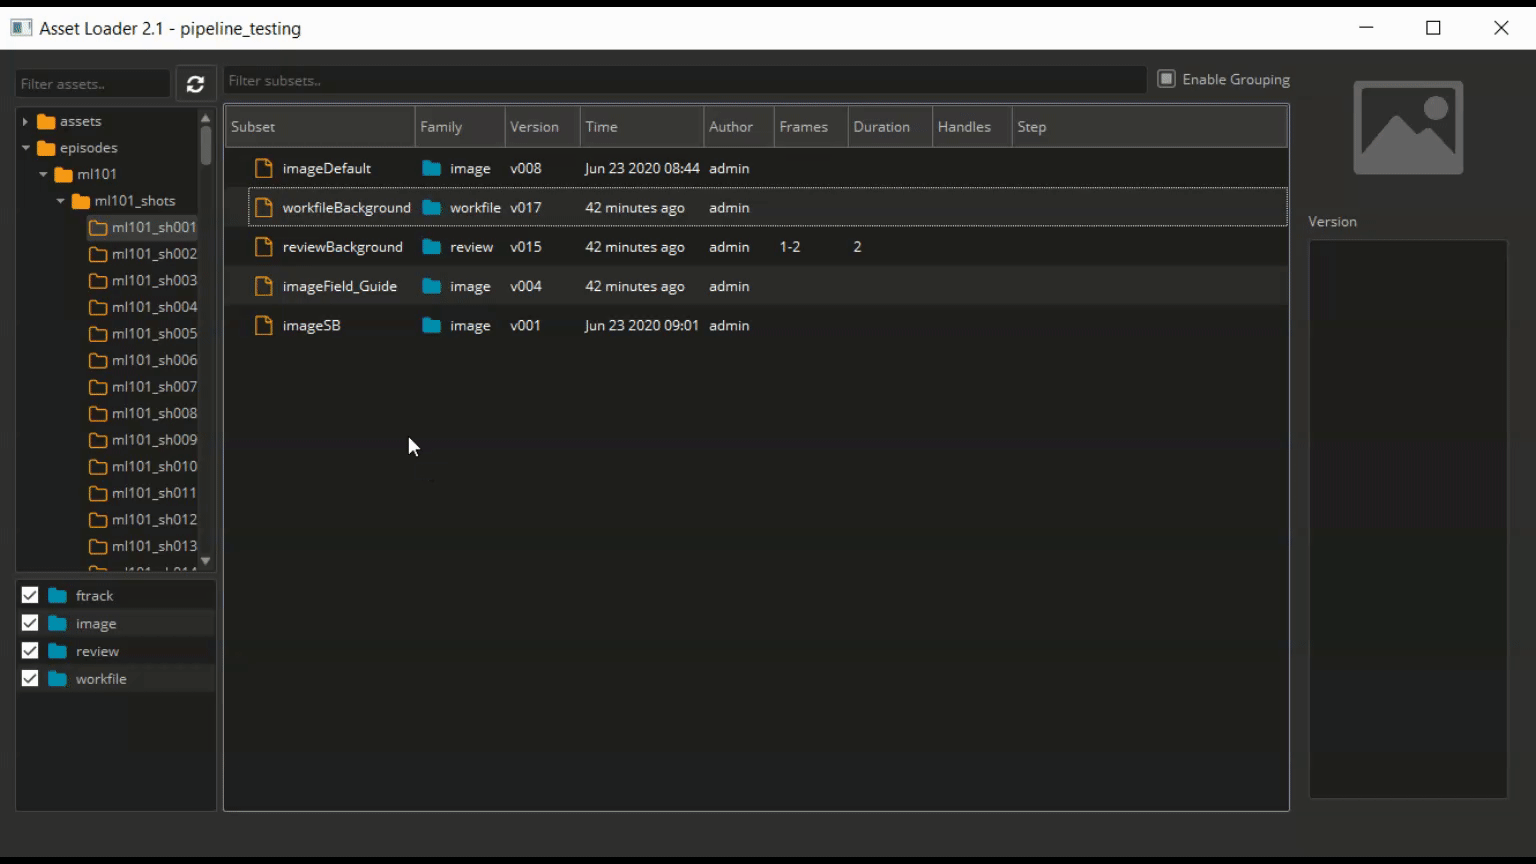 Asset Loader 2.1 - pipeline_testing
Filter assets..
Filter subsets..
Enable Grouping
assets
episodes
ml101
ml101_shots
ml101_sh001
ml101_sh002
ml101_sh003
ml101_sh004
ml101_sh005
ml101_sh006
ml101_sh007
ml101_sh008
ml101_sh009
ml101_sh010
ml101_sh011
ml101_sh012
ml101_sh013
ftrack
image
review
workfile
Subset Family Version Time Author Frames Duration Handles Step
imageDefault image v008 Jun 23 2020 08:44 admin
workfileBackground workfile v017 42 minutes ago admin
reviewBackground review v015 42 minutes ago admin 1-2 2
imageField_Guide image v004 42 minutes ago admin
imageSB image v001 Jun 23 2020 09:01 admin
Version